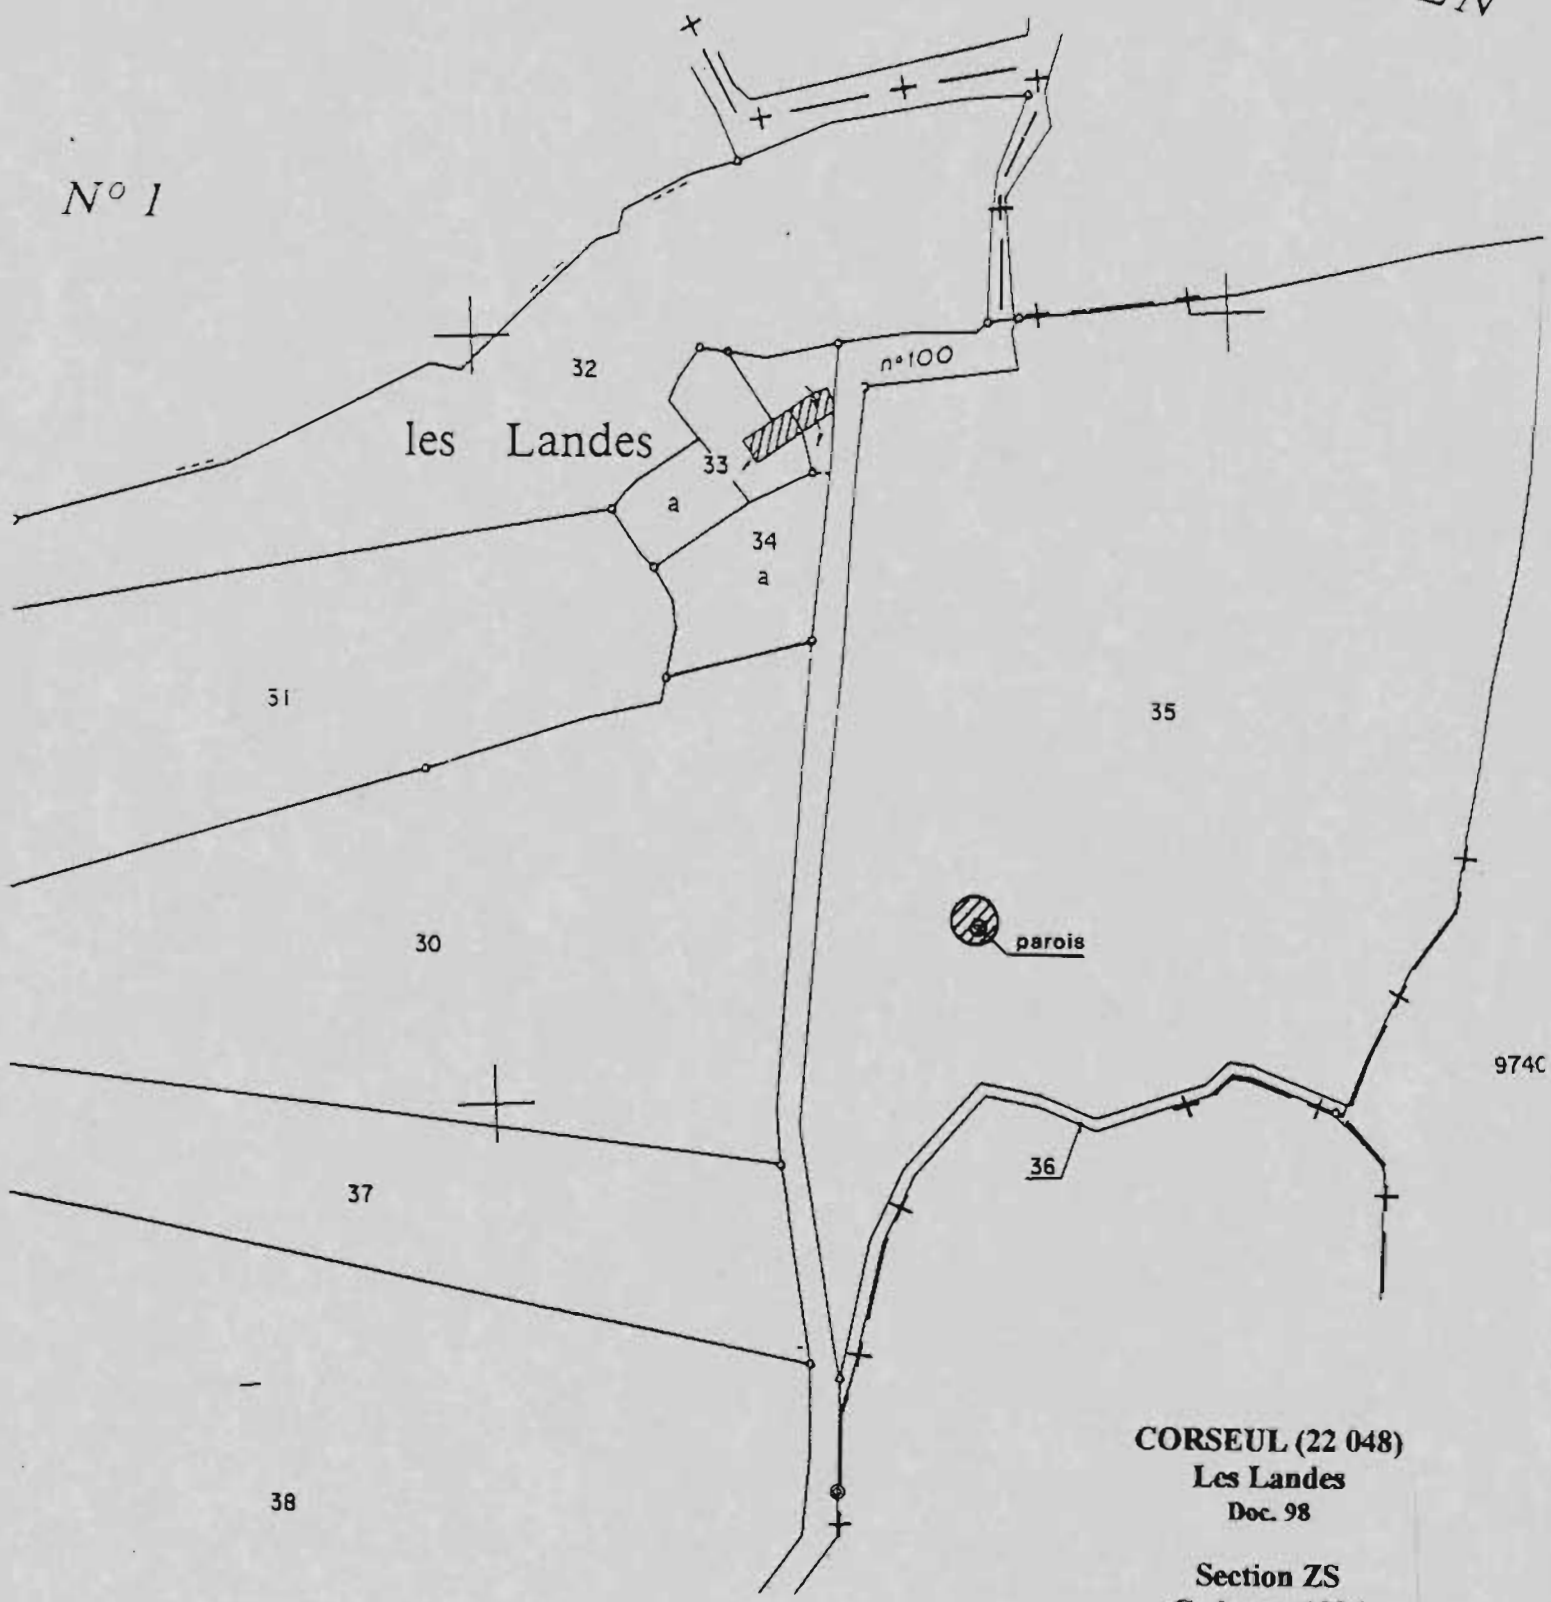 N° 1
32
n° 100
les Landes
33
a
34
a
31
35
30
parois
974
36
37
38
CORSEUL (22 048)
Les Landes
Doc. 98
Section ZS